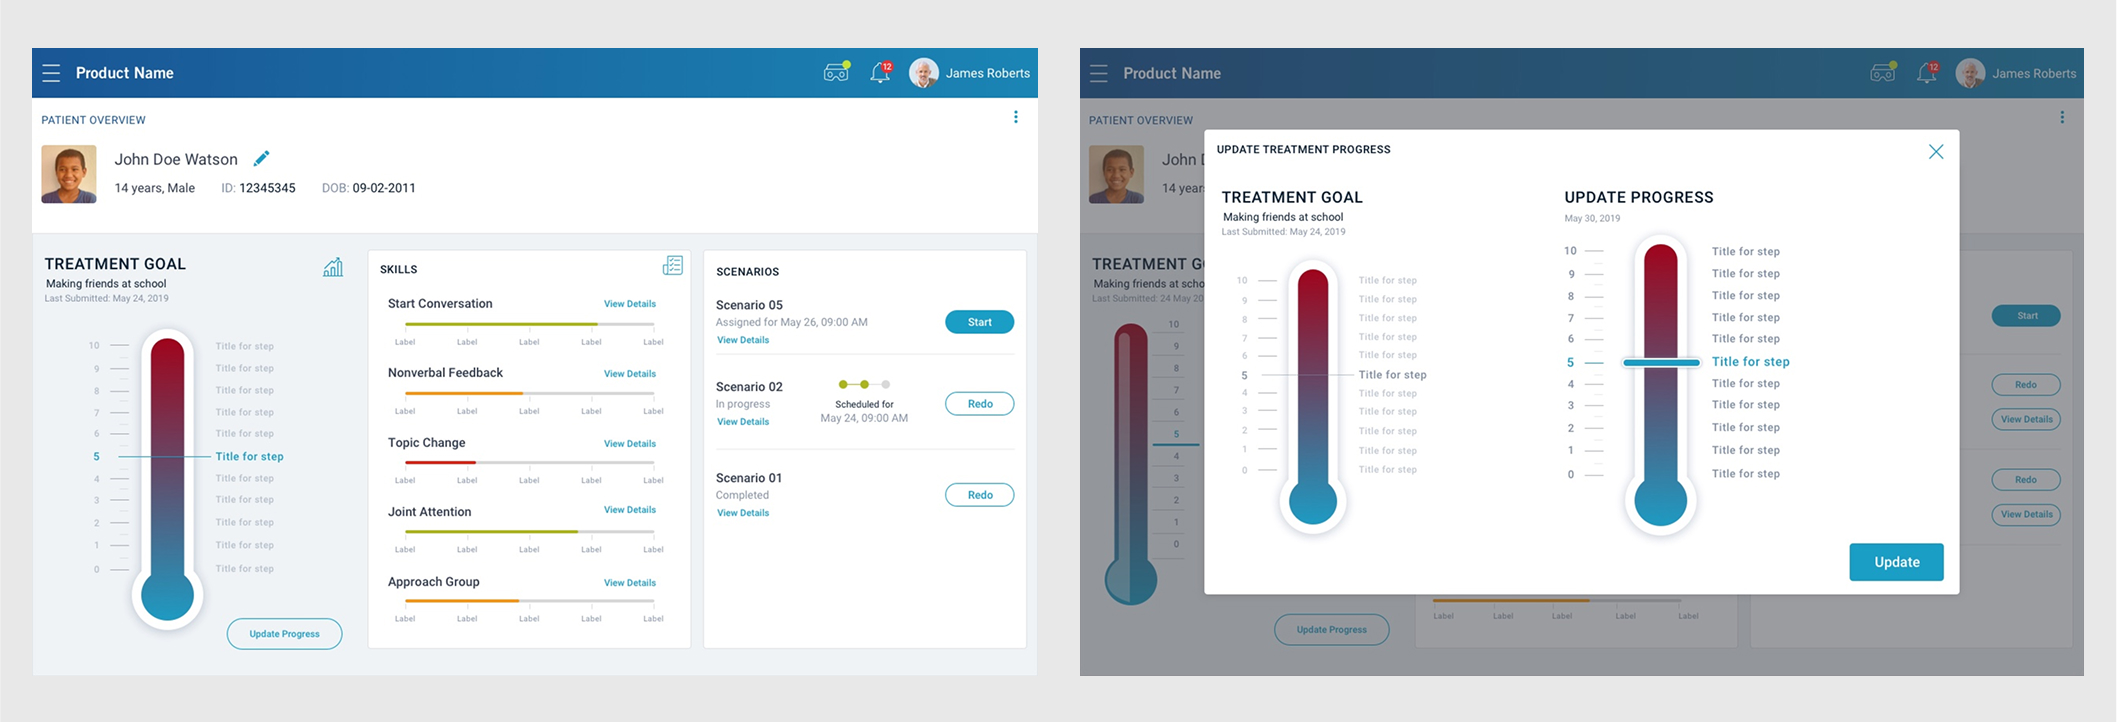 Product Name
12
James Roberts
PATIENT OVERVIEW
John Doe Watson
14 years, Male ID: 12345345 DOB: 09-02-2011
TREATMENT GOAL
Making friends at school
Last Submitted: May 24, 2019
10 Title for step
9 Title for step
8 Title for step
7 Title for step
6 Title for step
5 Title for step
4 Title for step
3 Title for step
2 Title for step
1 Title for step
0 Title for step
Update Progress
SKILLS
Start Conversation View Details
Label Label Label Label Label
Nonverbal Feedback View Details
Label Label Label Label Label
Topic Change View Details
Label Label Label Label Label
Joint Attention View Details
Label Label Label Label Label
Approach Group View Details
Label Label Label Label Label
SCENARIOS
Scenario 05
Assigned for May 26, 09:00 AM
View Details
Start
Scenario 02
In progress
View Details
Scheduled for
May 24, 09:00 AM
Redo
Scenario 01
Completed
View Details
Redo
Product Name
12
James Roberts
PATIENT OVERVIEW
John D
14 years
TREATMENT G
Making friends at scho
Last Submitted: 24 May 20
10
9
8
7
6
5
4
3
2
1
0
Update Progress
UPDATE TREATMENT PROGRESS
TREATMENT GOAL
Making friends at school
Last Submitted: May 24, 2019
10 Title for step
9 Title for step
8 Title for step
7 Title for step
6 Title for step
5 Title for step
4 Title for step
3 Title for step
2 Title for step
1 Title for step
0 Title for step
UPDATE PROGRESS
May 30, 2019
10 Title for step
9 Title for step
8 Title for step
7 Title for step
6 Title for step
5 Title for step
4 Title for step
3 Title for step
2 Title for step
1 Title for step
0 Title for step
Update
Label Label Label Label Label
Start
Redo
View Details
Redo
View Details